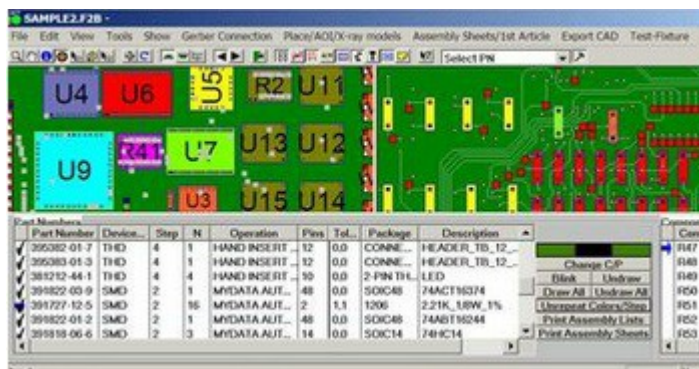 SAMPLE2.F2B -
File Edit View Tools Show Gerber Connection Place/AOI/X-ray models Assembly Sheets/1st Article Export CAD Test-Fixture
Select PN
U4 U6 U5 R2 U11
U9 R41 U7 U13 U12
U3 U15 U14
Part Numbers
Part Number Device... Step N Operation Pins Tol... Package Description
395382-01-7 THD 4 1 HAND INSERT ... 12 0,0 CONNE... HEADER_TB_12_...
395383-01-3 THD 4 1 HAND INSERT ... 12 0,0 CONNE... HEADER_TB_12_...
381212-44-1 THD 4 4 HAND INSERT ... 10 0,0 2-PIN TH... LED
391822-03-9 SMD 2 1 MYDATA AUT... 48 0,0 SOIC48 74ACT16374
391727-12-5 SMD 2 16 MYDATA AUT... 2 1,1 1206 2.21K_1/8W_1%
391822-01-2 SMD 2 1 MYDATA AUT... 48 0,0 SOIC48 74ABT16244
391818-06-6 SMD 2 3 MYDATA AUT... 14 0,0 SOIC14 74HC14
Change C/P
Blink Undraw
Draw All Undraw All
Unrepeat Colors/Step
Print Assembly Lists
Print Assembly Sheets
R48
R50
R52
R53